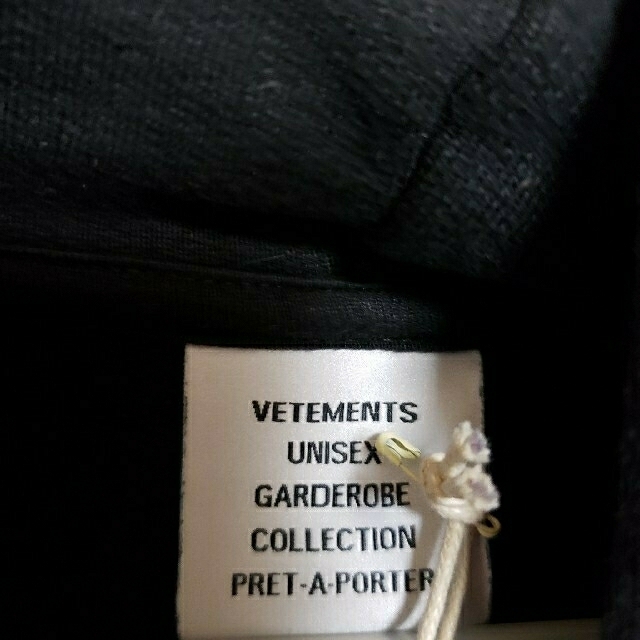 VETEMENTS
UNISEX
GARDEROBE
COLLECTION
PRET-A-PORTER